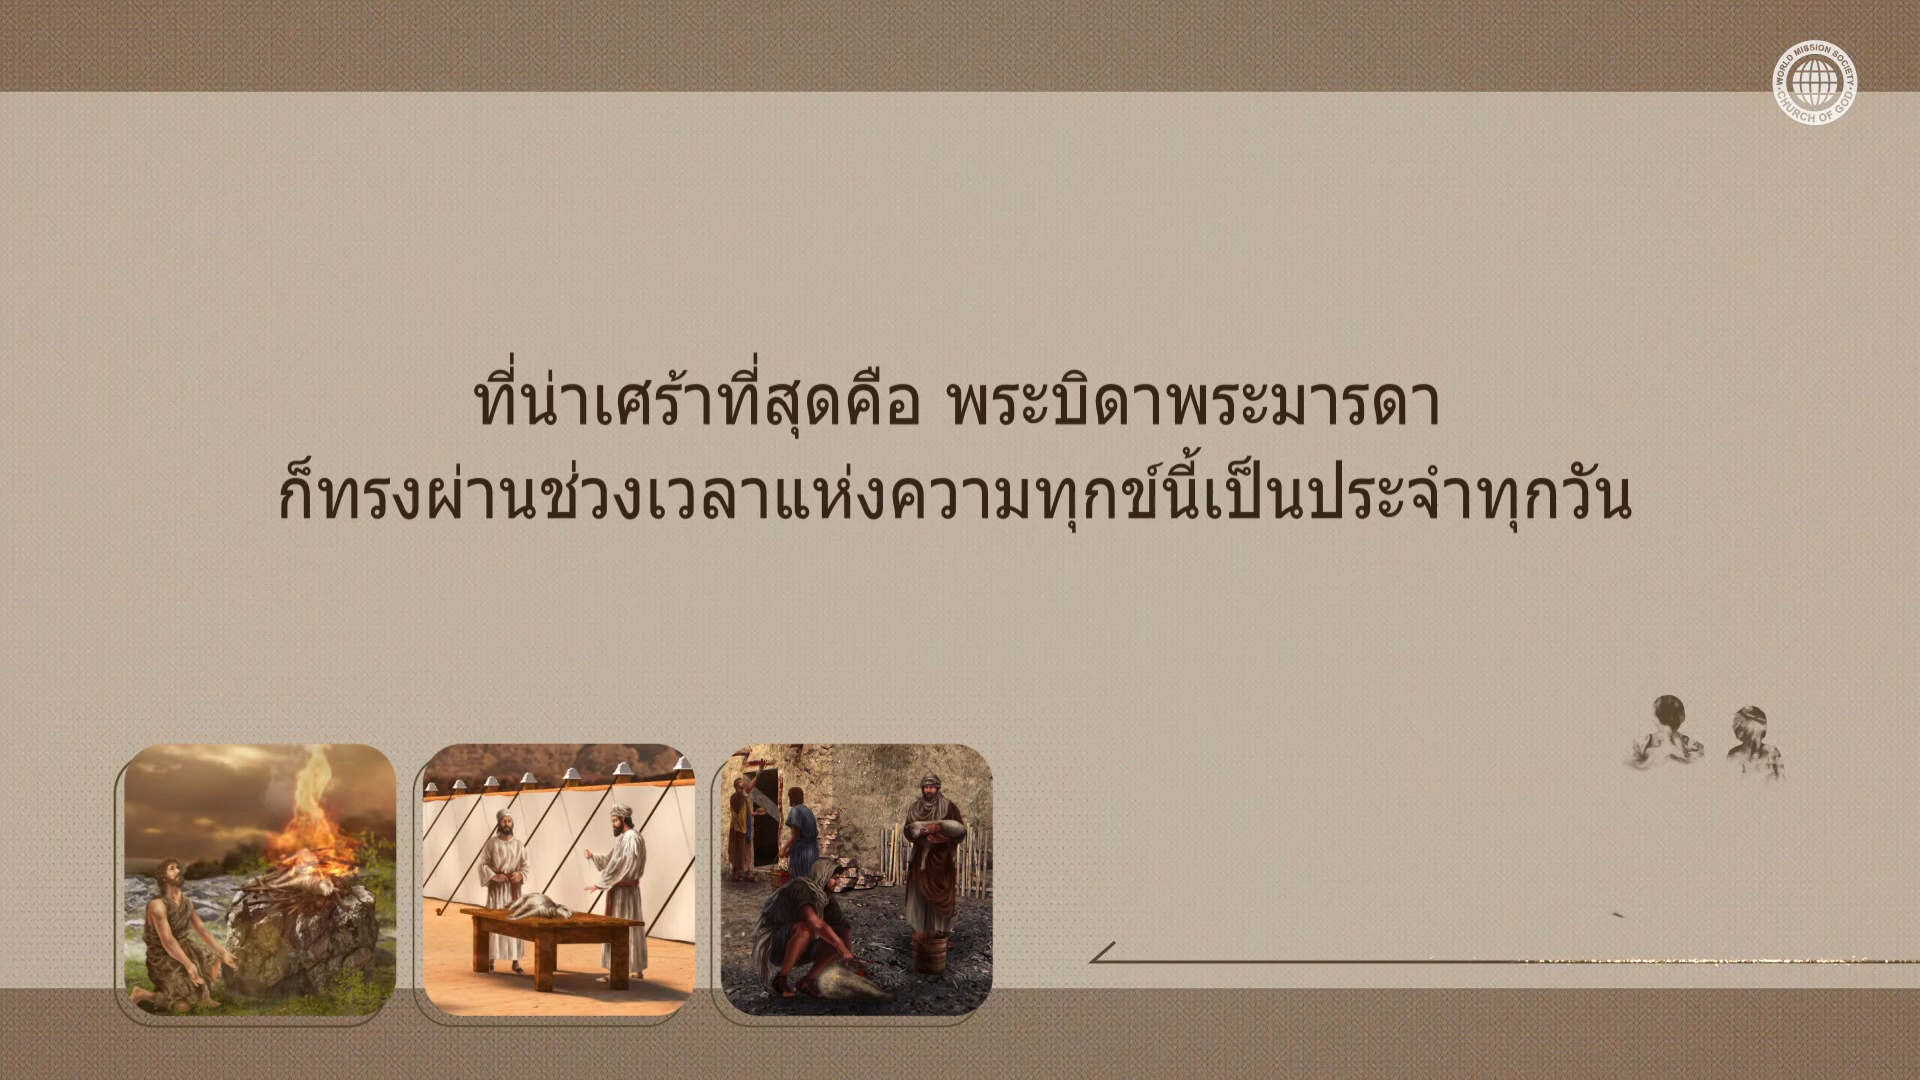 WORLD MISSION SOCIETY
CHURCH OF GOD
ที่น่าเศร้าที่สุดคือ พระบิดาพระมารดา
ก็ทรงผ่านช่วงเวลาแห่งความทุกข์นี้เป็นประจำทุกวัน